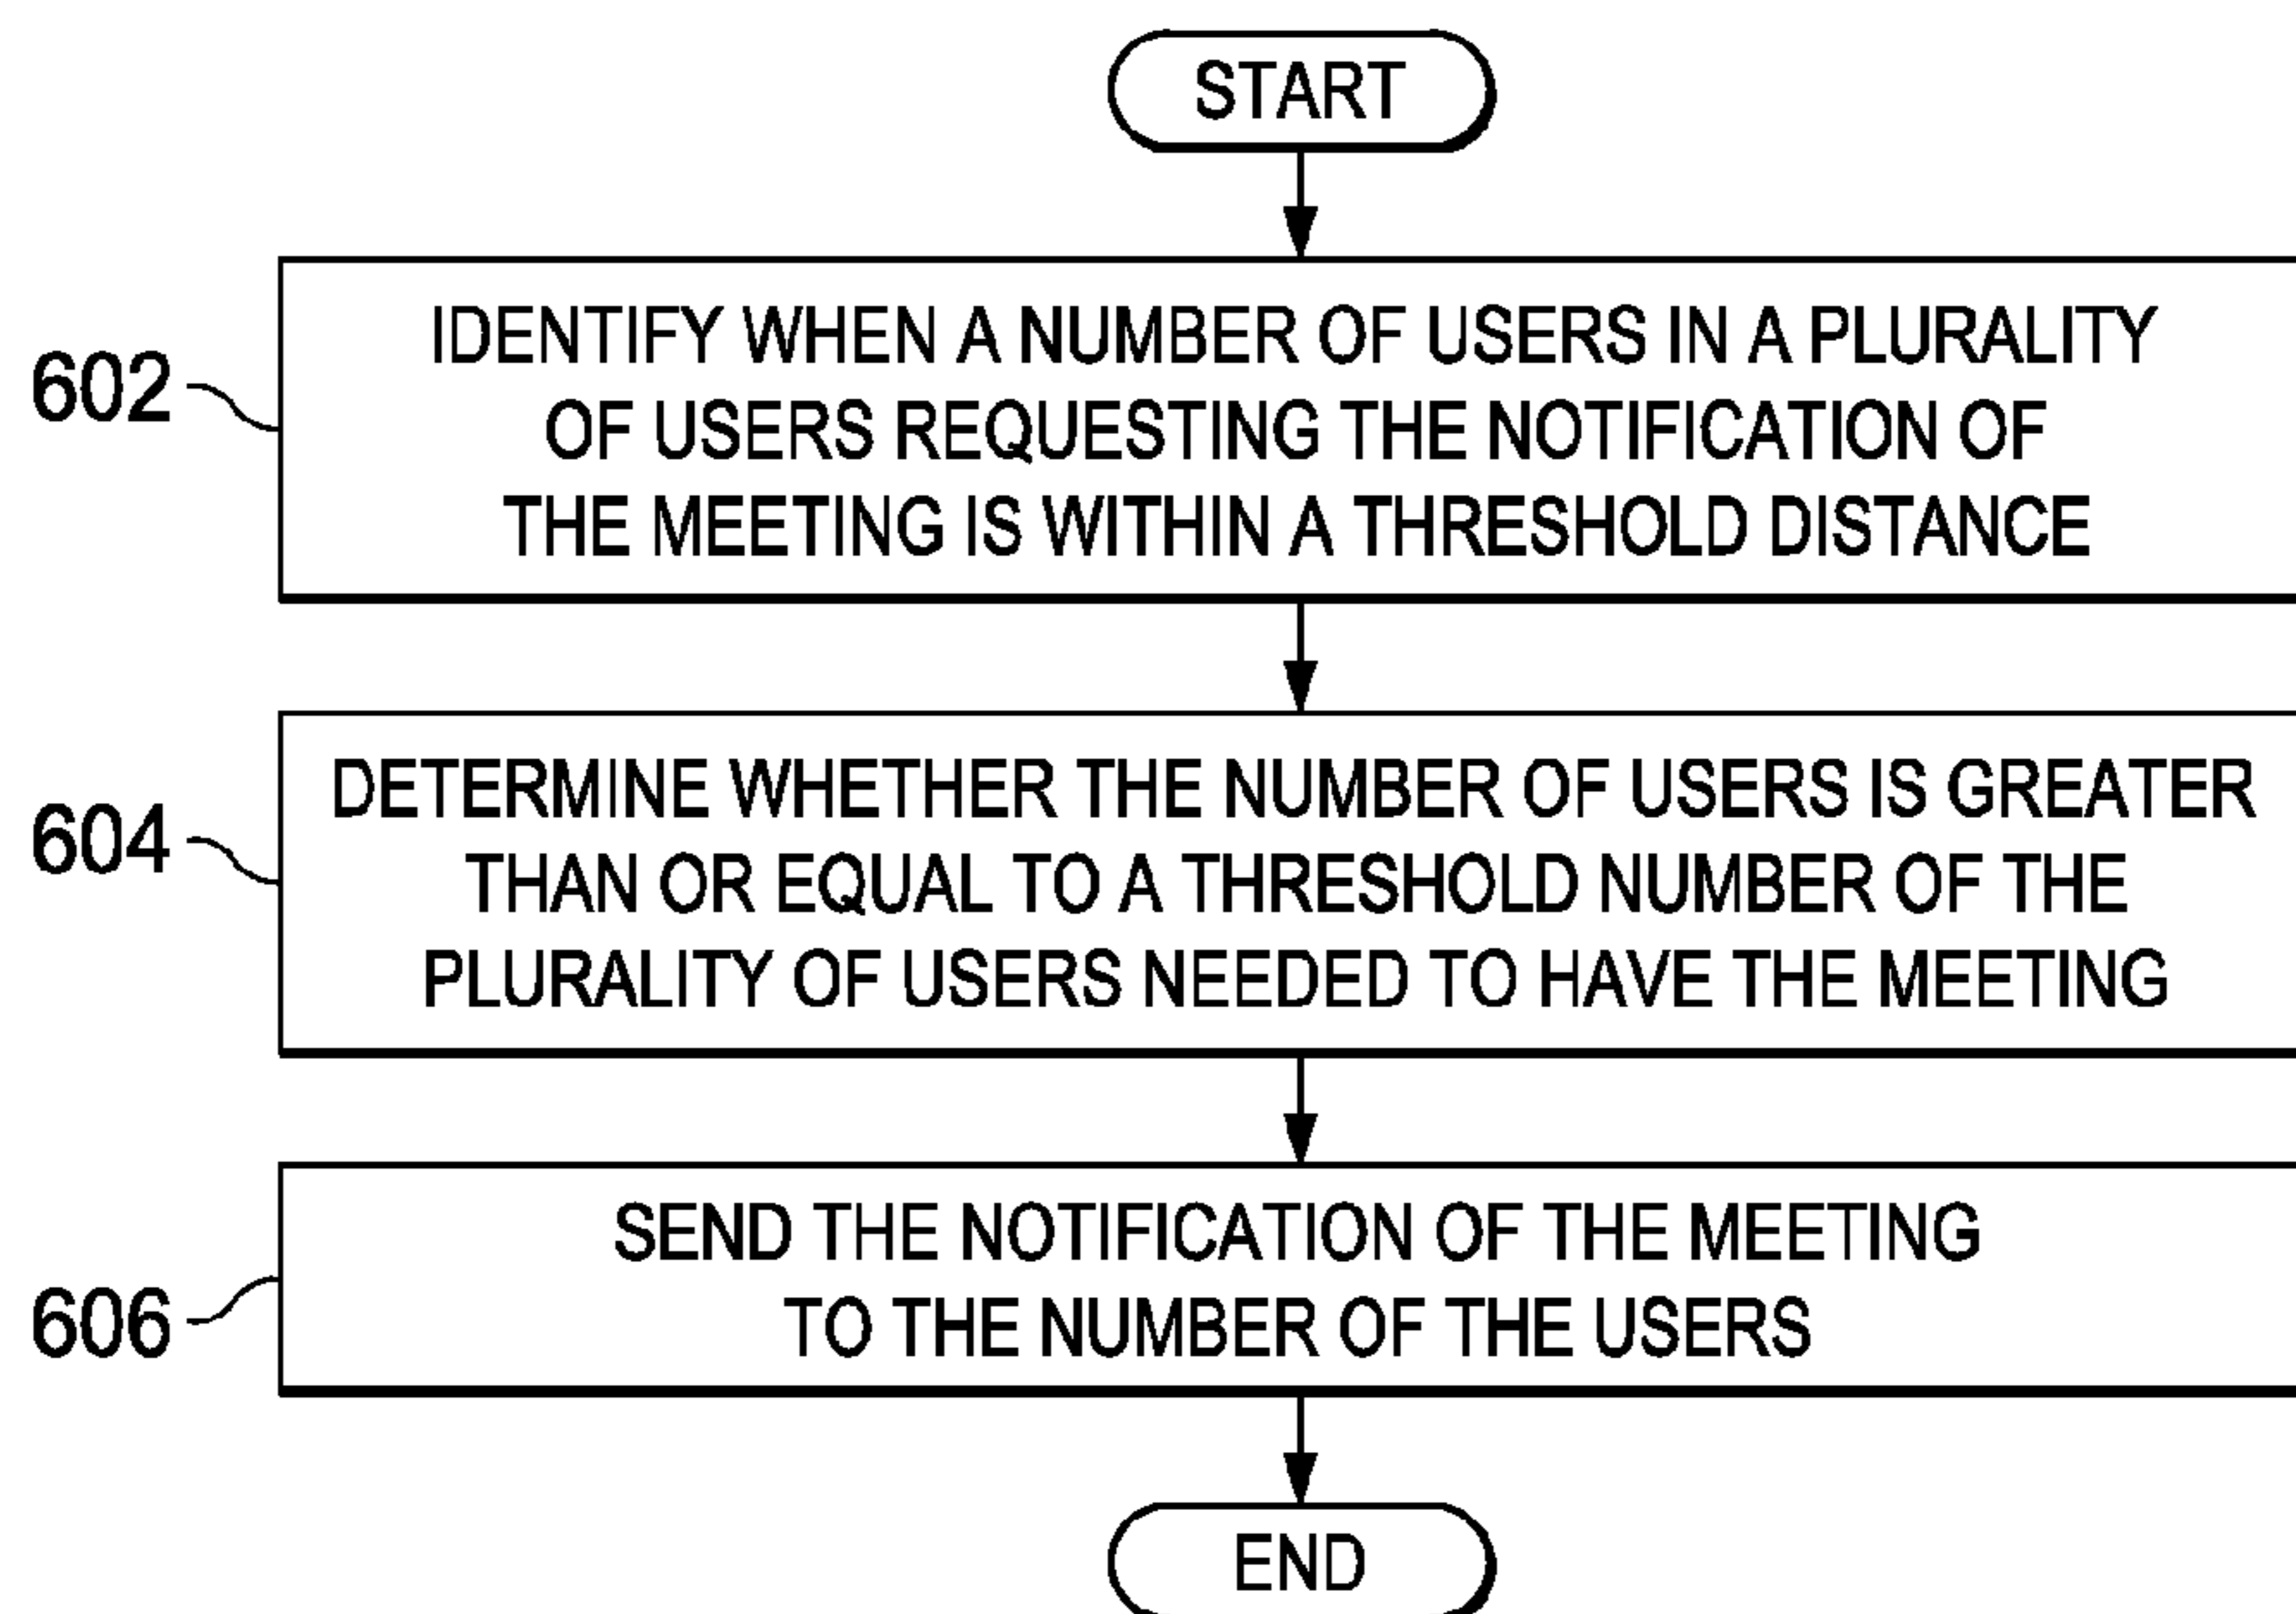 START
602
IDENTIFY WHEN A NUMBER OF USERS IN A PLURALITY
OF USERS REQUESTING THE NOTIFICATION OF
THE MEETING IS WITHIN A THRESHOLD DISTANCE
604
DETERMINE WHETHER THE NUMBER OF USERS IS GREATER
THAN OR EQUAL TO A THRESHOLD NUMBER OF THE
PLURALITY OF USERS NEEDED TO HAVE THE MEETING
606
SEND THE NOTIFICATION OF THE MEETING
TO THE NUMBER OF THE USERS
END